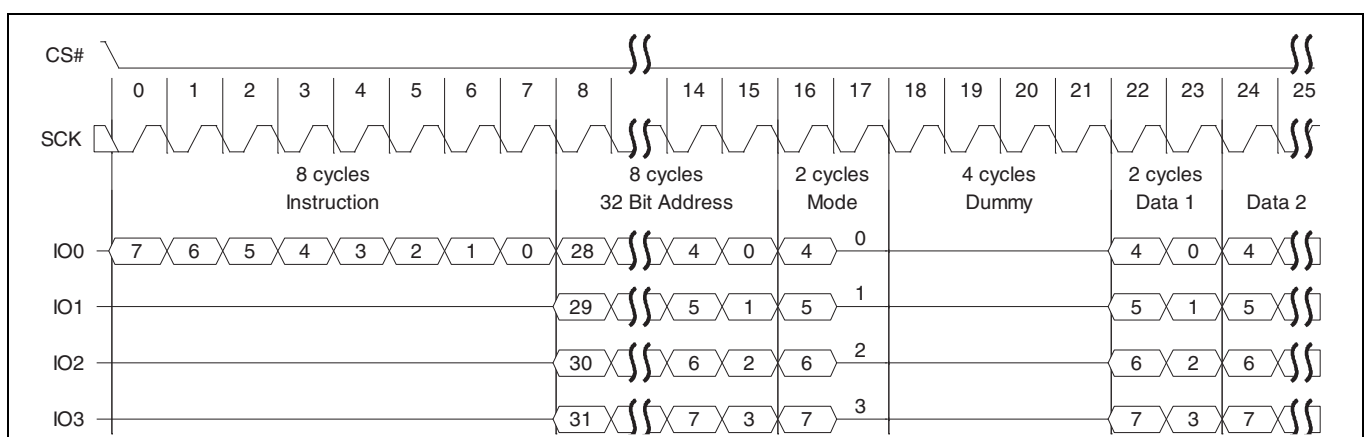 CS#
0 1 2 3 4 5 6 7 8 14 15 16 17 18 19 20 21 22 23 24 25
SCK
8 cycles 8 cycles 2 cycles 4 cycles 2 cycles
Instruction 32 Bit Address Mode Dummy Data 1 Data 2
IO0 7 6 5 4 3 2 1 0 28 4 0 4 0 4 0 4
IO1 29 5 1 5 1 5 1 5
IO2 30 6 2 6 2 6 2 6
IO3 31 7 3 7 3 7 3 7